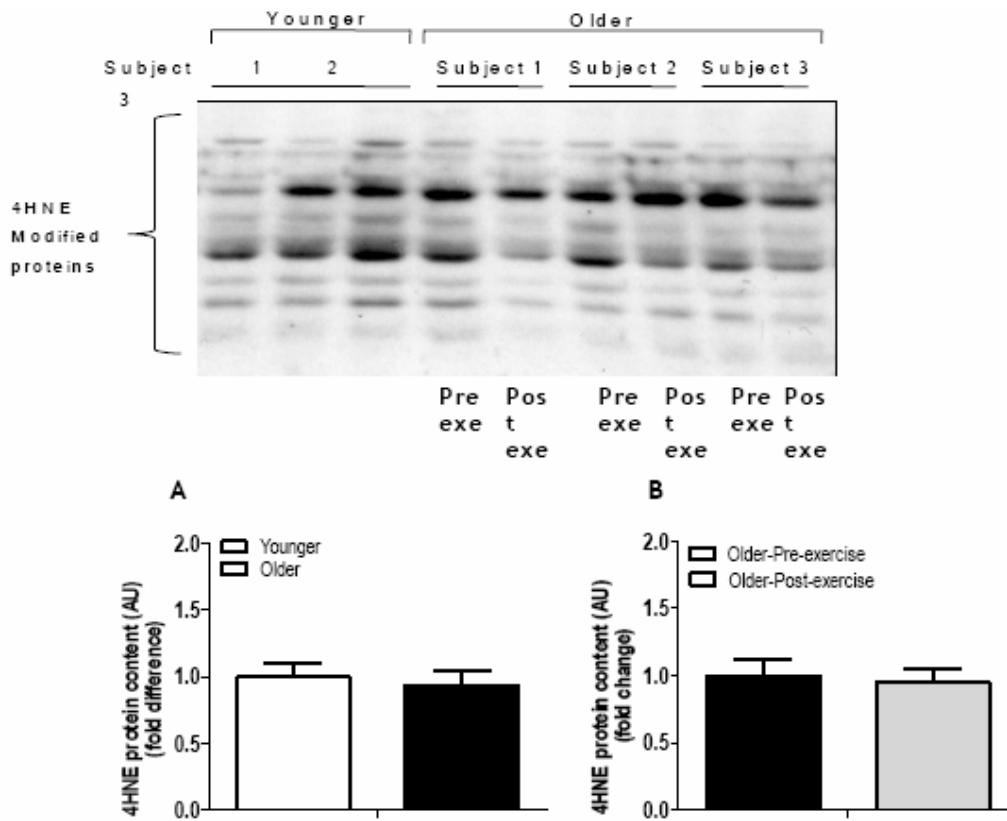 Younger Older
Subject 1 2 Subject 1 Subject 2 Subject 3
3
4HNE
Modified
proteins
Pre Pos Pre Pos Pre Pos
exe t exe t exe t
exe exe exe
A B
4HNE protein content (AU)
(fold difference)
2.0
1.5
1.0
0.5
0.0
Younger
Older
4HNE protein content (AU)
(fold change)
2.0
1.5
1.0
0.5
0.0
Older-Pre-exercise
Older-Post-exercise